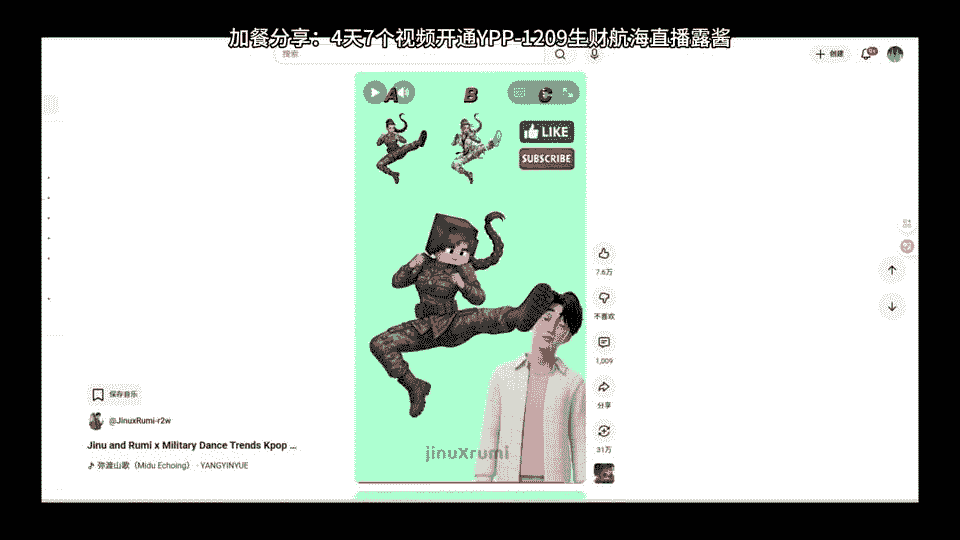 加餐分享：4天7个视频开通YPP-1209生财航海直播露酱
搜索
创建
9+
A B C
LIKE
SUBSCRIBE
7.6万
不喜欢
1,009
分享
31万
保存音乐
@JinuxRumi-r2w
Jinu and Rumi x Military Dance Trends Kpop ...
弥渡山歌（Midu Echoing） · YANGYINYUE
jinuXrumi